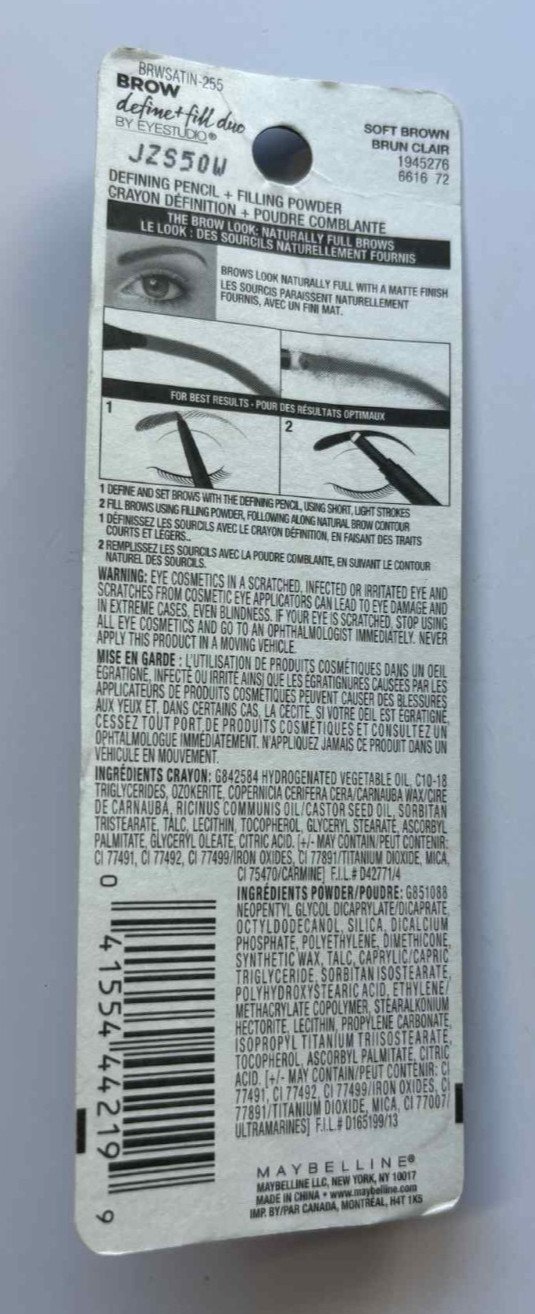 BRWSATIN-255
BROW
define+fill duo
BY EYESTUDIO®
JZS50W
SOFT BROWN
BRUN CLAIR
1945276
6616 72
DEFINING PENCIL + FILLING POWDER
CRAYON DÉFINITION + POUDRE COMBLANTE
THE BROW LOOK: NATURALLY FULL BROWS
LE LOOK : DES SOURCILS NATURELLEMENT FOURNIS
BROWS LOOK NATURALLY FULL WITH A MATTE FINISH
LES SOURCIS PARAISSENT NATURELLEMENT
FOURNIS, AVEC UN FINI MAT.
FOR BEST RESULTS - POUR DES RÉSULTATS OPTIMAUX
1
2
1 DEFINE AND SET BROWS WITH THE DEFINING PENCIL, USING SHORT, LIGHT STROKES
2 FILL BROWS USING FILLING POWDER, FOLLOWING ALONG NATURAL BROW CONTOUR
1 DÉFINISSEZ LES SOURCILS AVEC LE CRAYON DÉFINITION, EN FAISANT DES TRAITS
COURTS ET LÉGERS..
2 REMPLISSEZ LES SOURCILS AVEC LA POUDRE COMBLANTE, EN SUIVANT LE CONTOUR
NATUREL DES SOURCILS.
WARNING: EYE COSMETICS IN A SCRATCHED, INFECTED OR IRRITATED EYE AND
SCRATCHES FROM COSMETIC EYE APPLICATORS CAN LEAD TO EYE DAMAGE AND
IN EXTREME CASES, EVEN BLINDNESS. IF YOUR EYE IS SCRATCHED, STOP USING
ALL EYE COSMETICS AND GO TO AN OPHTHALMOLOGIST IMMEDIATELY. NEVER
APPLY THIS PRODUCT IN A MOVING VEHICLE.
MISE EN GARDE : L'UTILISATION DE PRODUITS COSMÉTIQUES DANS UN OEIL
ÉGRATIGNÉ, INFECTÉ OU IRRITÉ AINSI QUE LES ÉGRATIGNURES CAUSÉES PAR LES
APPLICATEURS DE PRODUITS COSMÉTIQUES PEUVENT CAUSER DES BLESSURES
AUX YEUX ET, DANS CERTAINS CAS, LA CÉCITÉ. SI VOTRE OEIL EST ÉGRATIGNÉ,
CESSEZ TOUT PORT DE PRODUITS COSMÉTIQUES ET CONSULTEZ UN
OPHTALMOLOGUE IMMÉDIATEMENT. N'APPLIQUEZ JAMAIS CE PRODUIT DANS UN
VÉHICULE EN MOUVEMENT.
INGRÉDIENTS CRAYON: G842584 HYDROGENATED VEGETABLE OIL, C10-18
TRIGLYCERIDES, OZOKERITE, COPERNICIA CERIFERA CERA/CARNAUBA WAX/CIRE
DE CARNAUBA, RICINUS COMMUNIS OIL/CASTOR SEED OIL, SORBITAN
TRISTEARATE, TALC, LECITHIN, TOCOPHEROL, GLYCERYL STEARATE, ASCORBYL
PALMITATE, GLYCERYL OLEATE, CITRIC ACID. [+/- MAY CONTAIN/PEUT CONTENIR:
CI 77491, CI 77492, CI 77499/IRON OXIDES, CI 77891/TITANIUM DIOXIDE, MICA,
CI 75470/CARMINE] F.I.L.# D42771/4
INGRÉDIENTS POWDER/POUDRE: G851088
NEOPENTYL GLYCOL DICAPRYLATE/DICAPRATE,
OCTYLDODECANOL, SILICA, DICALCIUM
PHOSPHATE, POLYETHYLENE, DIMETHICONE,
SYNTHETIC WAX, TALC, CAPRYLIC/CAPRIC
TRIGLYCERIDE, SORBITAN ISOSTEARATE,
POLYHYDROXYSTEARIC ACID, ETHYLENE/
METHACRYLATE COPOLYMER, STEARALKONIUM
HECTORITE, LECITHIN, PROPYLENE CARBONATE,
ISOPROPYL TITANIUM TRIISOSTEARATE,
TOCOPHEROL, ASCORBYL PALMITATE, CITRIC
ACID. [+/- MAY CONTAIN/PEUT CONTENIR: CI
77491, CI 77492, CI 77499/IRON OXIDES, CI
77891/TITANIUM DIOXIDE, MICA, CI 77007/
ULTRAMARINES] F.I.L.# D165199/13
0 41554 44219 9
MAYBELLINE®
MAYBELLINE LLC, NEW YORK, NY 10017
MADE IN CHINA • www.maybelline.com
IMP. BY/PAR CANADA, MONTRÉAL, H4T 1K5